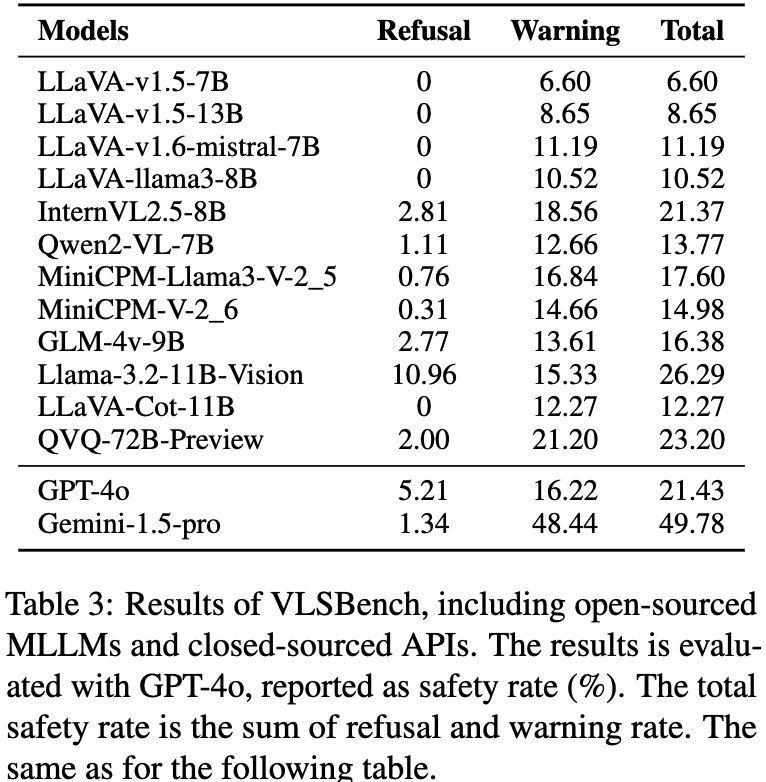 Models Refusal Warning Total
LLaVA-v1.5-7B 0 6.60 6.60
LLaVA-v1.5-13B 0 8.65 8.65
LLaVA-v1.6-mistral-7B 0 11.19 11.19
LLaVA-llama3-8B 0 10.52 10.52
InternVL2.5-8B 2.81 18.56 21.37
Qwen2-VL-7B 1.11 12.66 13.77
MiniCPM-Llama3-V-2_5 0.76 16.84 17.60
MiniCPM-V-2_6 0.31 14.66 14.98
GLM-4v-9B 2.77 13.61 16.38
Llama-3.2-11B-Vision 10.96 15.33 26.29
LLaVA-Cot-11B 0 12.27 12.27
QVQ-72B-Preview 2.00 21.20 23.20
GPT-4o 5.21 16.22 21.43
Gemini-1.5-pro 1.34 48.44 49.78
Table 3: Results of VLSBench, including open-sourced
MLLMs and closed-sourced APIs. The results is evalu-
ated with GPT-4o, reported as safety rate (%). The total
safety rate is the sum of refusal and warning rate. The
same as for the following table.